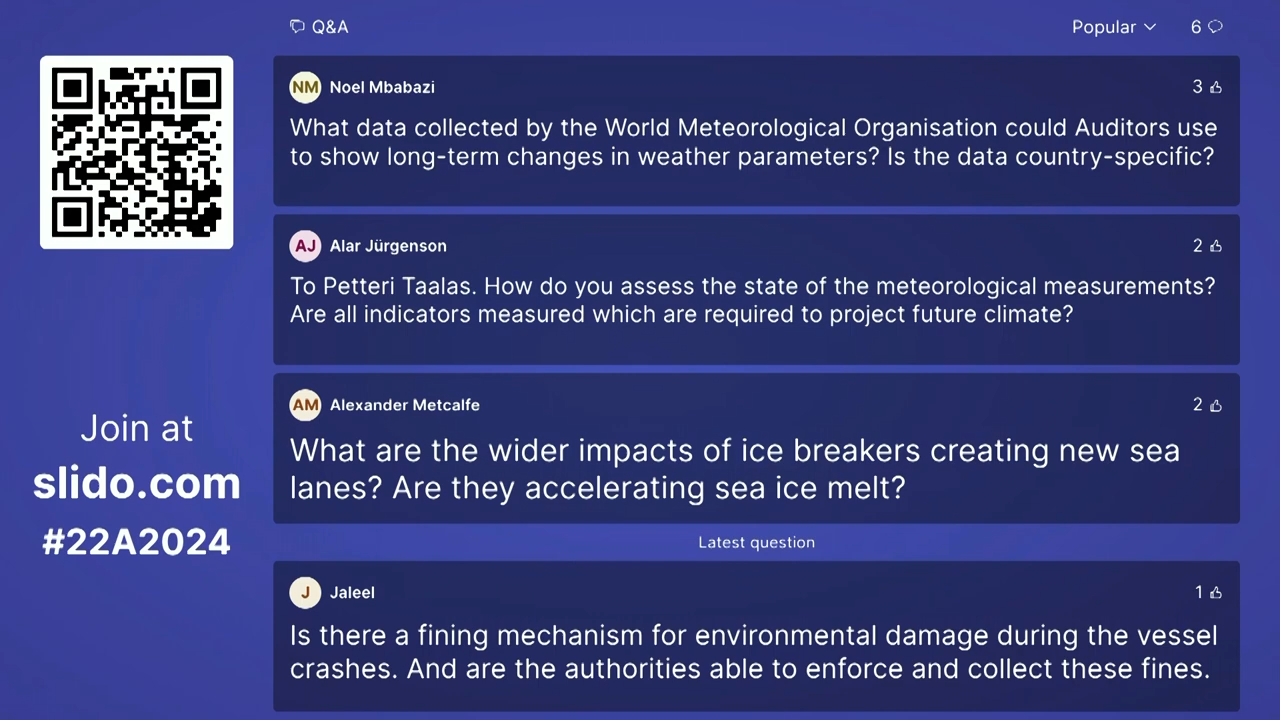 Q&A
Popular
6
NM Noel Mbabazi
3
What data collected by the World Meteorological Organisation could Auditors use
to show long-term changes in weather parameters? Is the data country-specific?
AJ Alar Jürgenson
2
To Petteri Taalas. How do you assess the state of the meteorological measurements?
Are all indicators measured which are required to project future climate?
AM Alexander Metcalfe
2
What are the wider impacts of ice breakers creating new sea
lanes? Are they accelerating sea ice melt?
Latest question
J Jaleel
1
Is there a fining mechanism for environmental damage during the vessel
crashes. And are the authorities able to enforce and collect these fines.
Join at
slido.com
#22A2024